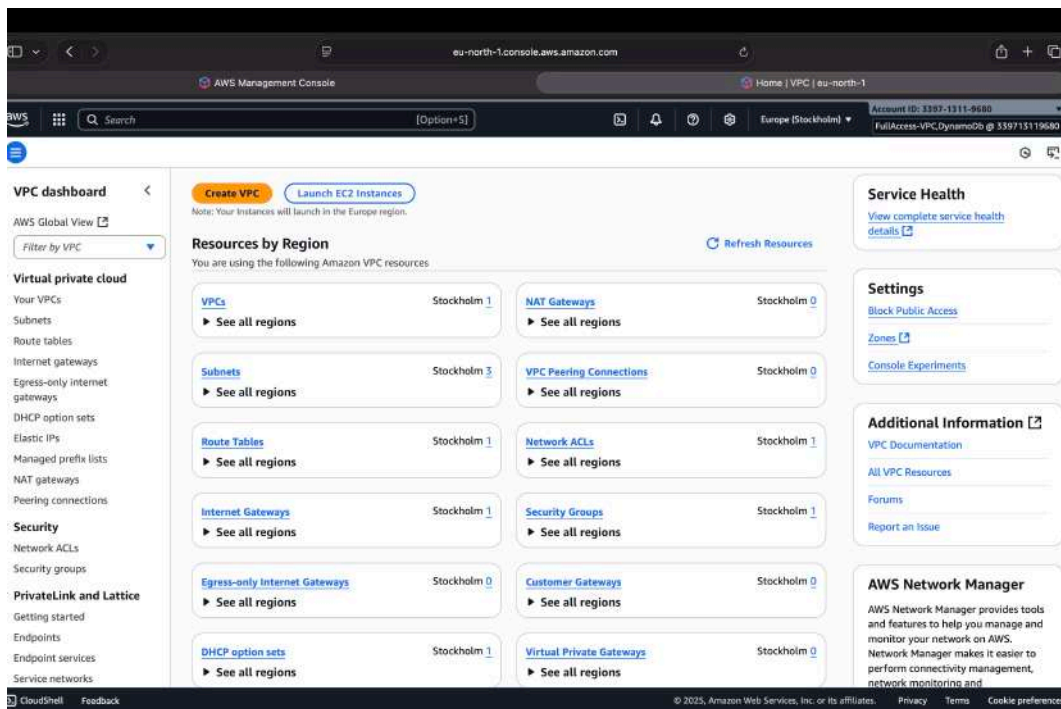 eu-north-1.console.aws.amazon.com
AWS Management Console
Home | VPC | eu-north-1
aws
Search
[Option+S]
Europe (Stockholm)
Account ID: 3397-1311-9680
FullAccess-VPC,DynamoDb @ 339713119680
VPC dashboard
AWS Global View
Filter by VPC
Virtual private cloud
Your VPCs
Subnets
Route tables
Internet gateways
Egress-only internet
gateways
DHCP option sets
Elastic IPs
Managed prefix lists
NAT gateways
Peering connections
Security
Network ACLs
Security groups
PrivateLink and Lattice
Getting started
Endpoints
Endpoint services
Service networks
Create VPC
Launch EC2 Instances
Note: Your Instances will launch in the Europe region.
Resources by Region
Refresh Resources
You are using the following Amazon VPC resources
VPCs Stockholm 1
See all regions
NAT Gateways Stockholm 0
See all regions
Subnets Stockholm 3
See all regions
VPC Peering Connections Stockholm 0
See all regions
Route Tables Stockholm 1
See all regions
Network ACLs Stockholm 1
See all regions
Internet Gateways Stockholm 1
See all regions
Security Groups Stockholm 1
See all regions
Egress-only Internet Gateways Stockholm 0
See all regions
Customer Gateways Stockholm 0
See all regions
DHCP option sets Stockholm 1
See all regions
Virtual Private Gateways Stockholm 0
See all regions
Service Health
View complete service health
details
Settings
Block Public Access
Zones
Console Experiments
Additional Information
VPC Documentation
All VPC Resources
Forums
Report an Issue
AWS Network Manager
AWS Network Manager provides tools
and features to help you manage and
monitor your network on AWS.
Network Manager makes it easier to
perform connectivity management,
network monitoring and
CloudShell Feedback
© 2025, Amazon Web Services, Inc. or its affiliates. Privacy Terms Cookie preference